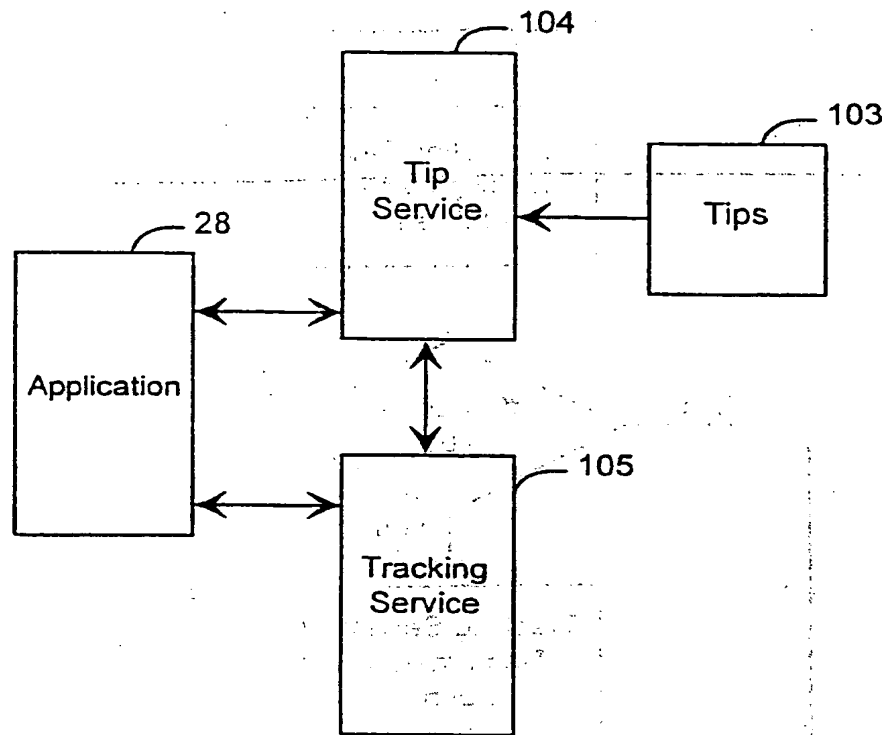 104
103
Tip
Service
Tips
28
Application
105
Tracking
Service